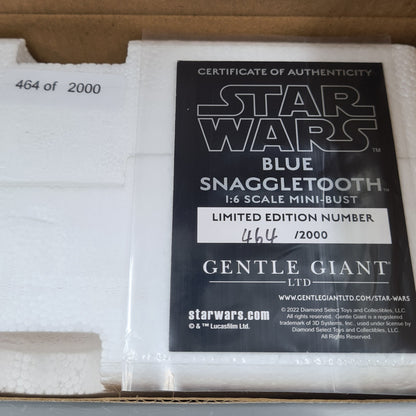 464 of 2000
CERTIFICATE OF AUTHENTICITY
STAR
WARS™
BLUE
SNAGGLETOOTH™
1:6 SCALE MINI-BUST
LIMITED EDITION NUMBER
464 /2000
GENTLE GIANT
LTD
WWW.GENTLEGIANTLTD.COM/STAR-WARS
starwars.com
© & ™ Lucasfilm Ltd.
©2022 Diamond Select Toys and Collectibles, LLC
All rights reserved. Gentle Giant is a registered
trademark of 3D Systems, Inc, used under license by
Diamond Select Toys and Collectibles, LLC.
All Rights Reserved.